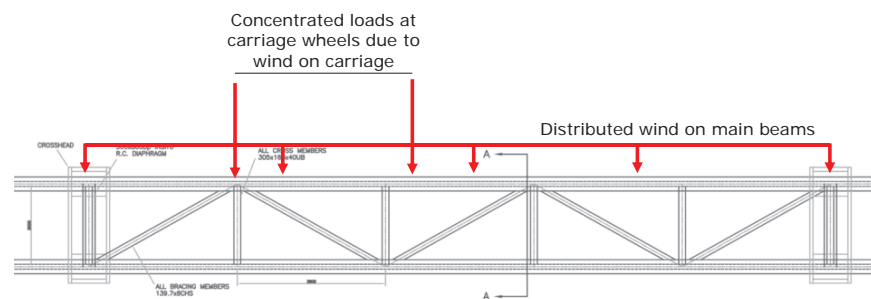 Concentrated loads at
carriage wheels due to
wind on carriage
Distributed wind on main beams
CROSSHEAD
R.C. DIAPHRAGM
ALL CROSS MEMBERS
A
A
ALL BRACING MEMBERS
139.7x8CHS